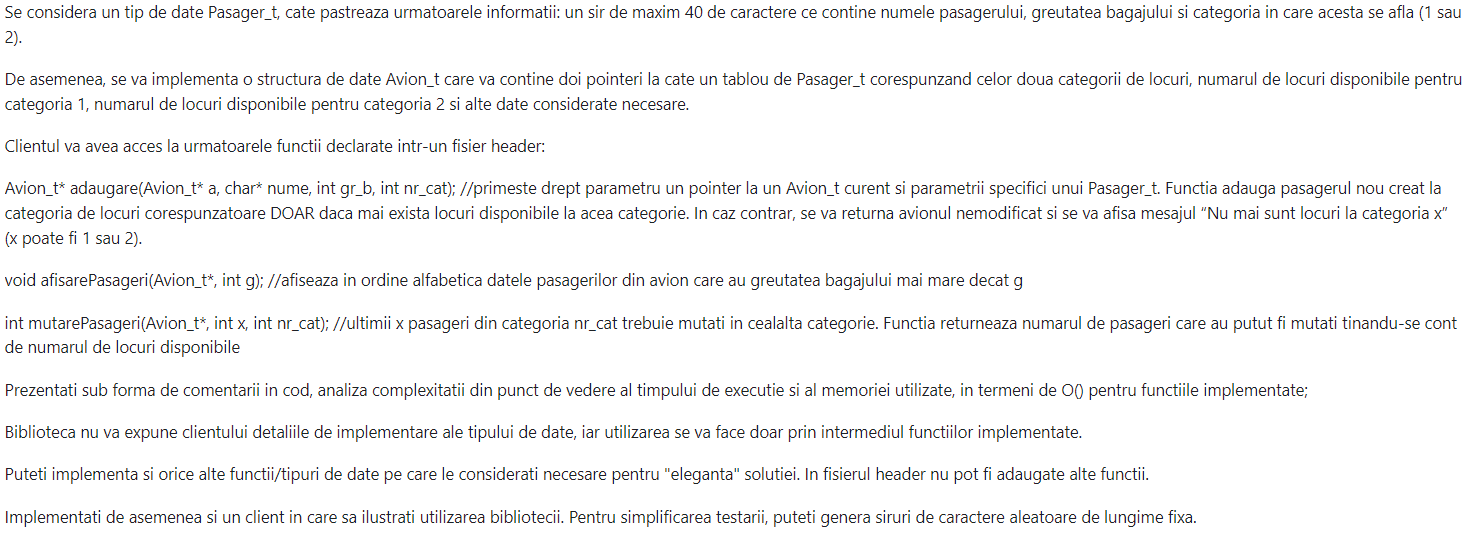 Se considera un tip de date Pasager_t, cate pastreaza urmatoarele informatii: un sir de maxim 40 de caractere ce contine numele pasagerului, greutatea bagajului si categoria in care acesta se afla (1 sau
2).
De asemenea, se va implementa o structura de date Avion_t care va contine doi pointeri la cate un tablou de Pasager_t corespunzand celor doua categorii de locuri, numarul de locuri disponibile pentru
categoria 1, numarul de locuri disponibile pentru categoria 2 si alte date considerate necesare.
Clientul va avea acces la urmatoarele functii declarate intr-un fisier header:
Avion_t* adaugare(Avion_t* a, char* nume, int gr_b, int nr_cat); //primeste drept parametru un pointer la un Avion_t curent si parametrii specifici unui Pasager_t. Functia adauga pasagerul nou creat la
categoria de locuri corespunzatoare DOAR daca mai exista locuri disponibile la acea categorie. In caz contrar, se va returna avionul nemodificat si se va afisa mesajul “Nu mai sunt locuri la categoria x”
(x poate fi 1 sau 2).
void afisarePasageri(Avion_t*, int g); //afiseaza in ordine alfabetica datele pasagerilor din avion care au greutatea bagajului mai mare decat g
int mutarePasageri(Avion_t*, int x, int nr_cat); //ultimii x pasageri din categoria nr_cat trebuie mutati in cealalta categorie. Functia returneaza numarul de pasageri care au putut fi mutati tinandu-se cont
de numarul de locuri disponibile
Prezentati sub forma de comentarii in cod, analiza complexitatii din punct de vedere al timpului de executie si al memoriei utilizate, in termeni de O() pentru functiile implementate;
Biblioteca nu va expune clientului detaliile de implementare ale tipului de date, iar utilizarea se va face doar prin intermediul functiilor implementate.
Puteti implementa si orice alte functii/tipuri de date pe care le considerati necesare pentru "eleganta" solutiei. In fisierul header nu pot fi adaugate alte functii.
Implementati de asemenea si un client in care sa ilustrati utilizarea bibliotecii. Pentru simplificarea testarii, puteti genera siruri de caractere aleatoare de lungime fixa.